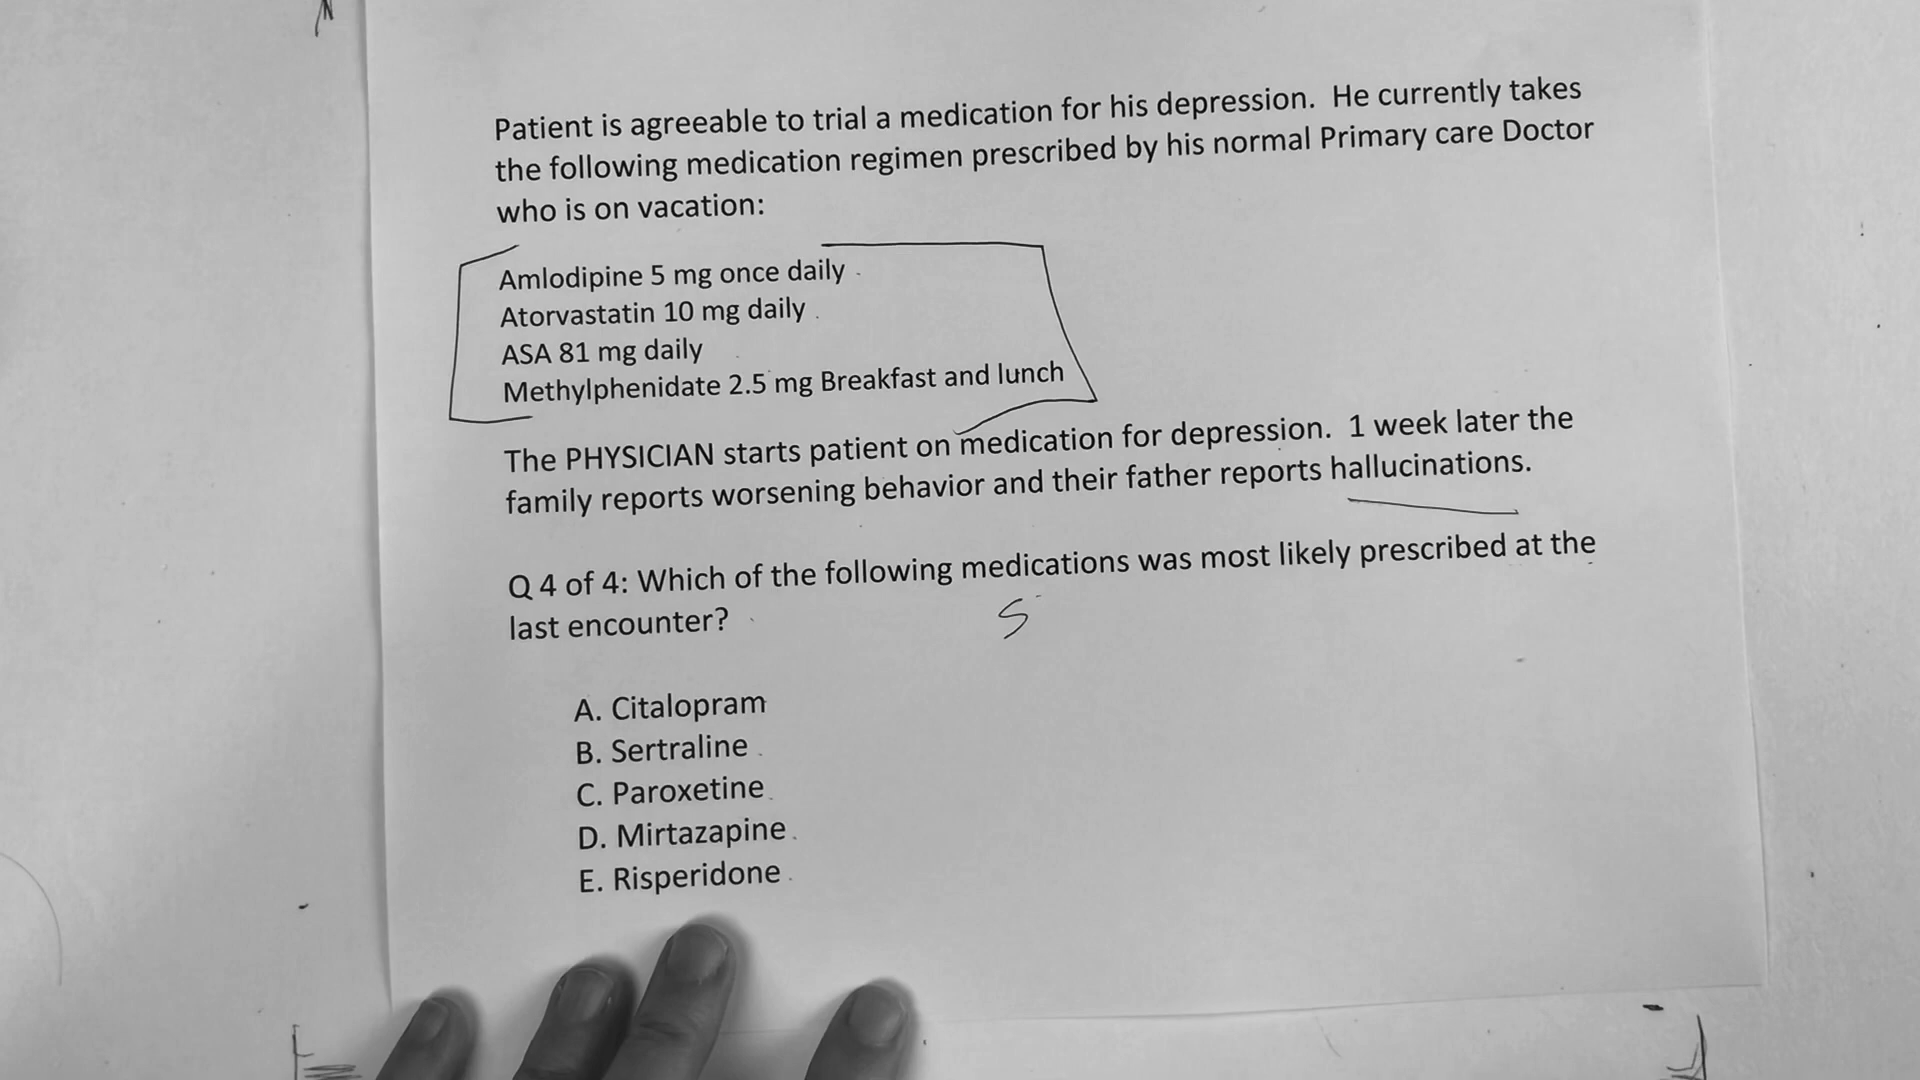 Patient is agreeable to trial a medication for his depression. He currently takes
the following medication regimen prescribed by his normal Primary care Doctor
who is on vacation:
Amlodipine 5 mg once daily
Atorvastatin 10 mg daily
ASA 81 mg daily
Methylphenidate 2.5 mg Breakfast and lunch
The PHYSICIAN starts patient on medication for depression. 1 week later the
family reports worsening behavior and their father reports hallucinations.
Q 4 of 4: Which of the following medications was most likely prescribed at the
last encounter?
S
A. Citalopram
B. Sertraline
C. Paroxetine
D. Mirtazapine
E. Risperidone